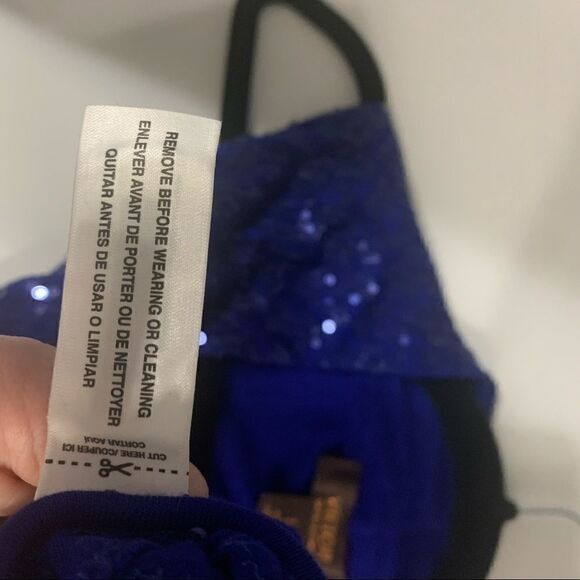 REMOVE BEFORE WEARING OR CLEANING
ENLEVER AVANT DE PORTER OU DE NETTOYER
QUITAR ANTES DE USAR O LIMPIAR
CUT HERE /COUPER ICI
CORTAR AQUÍ